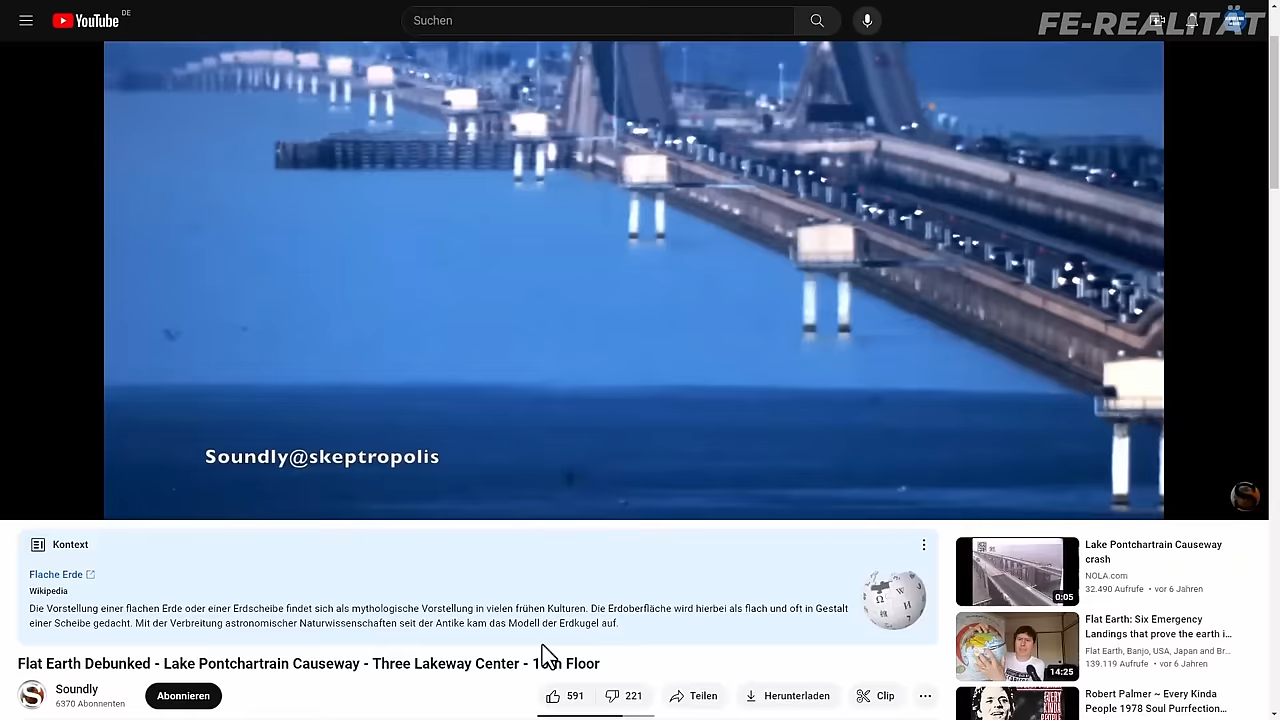 YouTube DE
Suchen
FE-REALITÄT
Soundly@skeptropolis
Kontext
Flache Erde
Wikipedia
Die Vorstellung einer flachen Erde oder einer Erdscheibe findet sich als mythologische Vorstellung in vielen frühen Kulturen. Die Erdoberfläche wird hierbei als flach und oft in Gestalt
einer Scheibe gedacht. Mit der Verbreitung astronomischer Naturwissenschaften seit der Antike kam das Modell der Erdkugel auf.
Flat Earth Debunked - Lake Pontchartrain Causeway - Three Lakeway Center - Floor
Soundly
6370 Abonnenten
Abonnieren
591
221
Teilen
Herunterladen
Clip
Lake Pontchartrain Causeway
crash
NOLA.com
32.490 Aufrufe • vor 6 Jahren
0:05
Flat Earth: Six Emergency
Landings that prove the earth i...
Flat Earth, Banjo, USA, Japan and Br...
139.119 Aufrufe • vor 6 Jahren
14:25
Robert Palmer ~ Every Kinda
People 1978 Soul Purrfection...